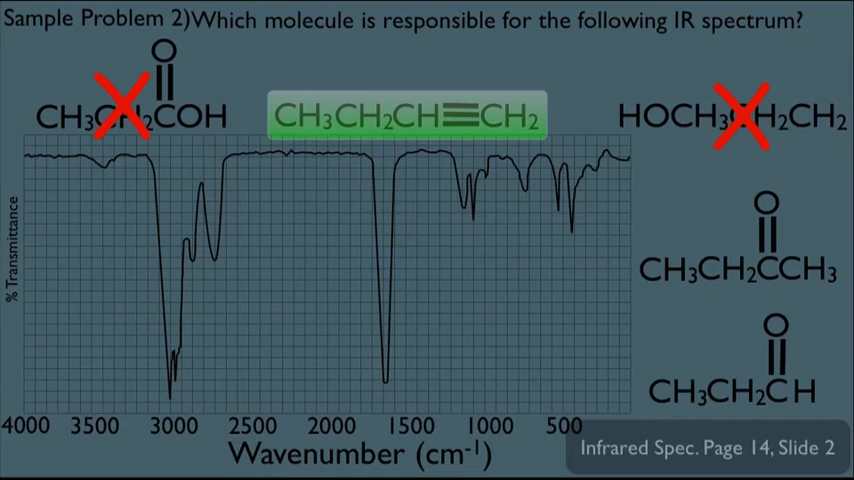 Sample Problem 2)Which molecule is responsible for the following IR spectrum?
O
CH₃CH₂COH
CH₃CH₂CH≡CH₂
HOCH₃CH₂CH₂
O
CH₃CH₂CCH₃
O
CH₃CH₂CH
% Transmittance
4000 3500 3000 2500 2000 1500 1000 500
Wavenumber (cm⁻¹)
Infrared Spec. Page 14, Slide 2